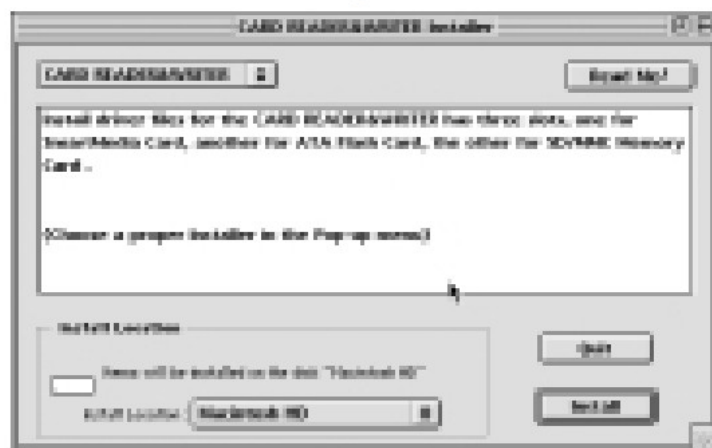 CARD READER&WRITER Installer
CARD READER&WRITER
Read Me!
Install driver files for the CARD READER&WRITER has three slots, one for
SmartMedia Card, another for ATA Flash Card, the other for SD/MMC Memory
Card .
(Choose a proper installer in the Pop-up menu)
Install Location
Items will be installed on the disk "Macintosh HD"
Install Location: Macintosh HD
Quit
Install